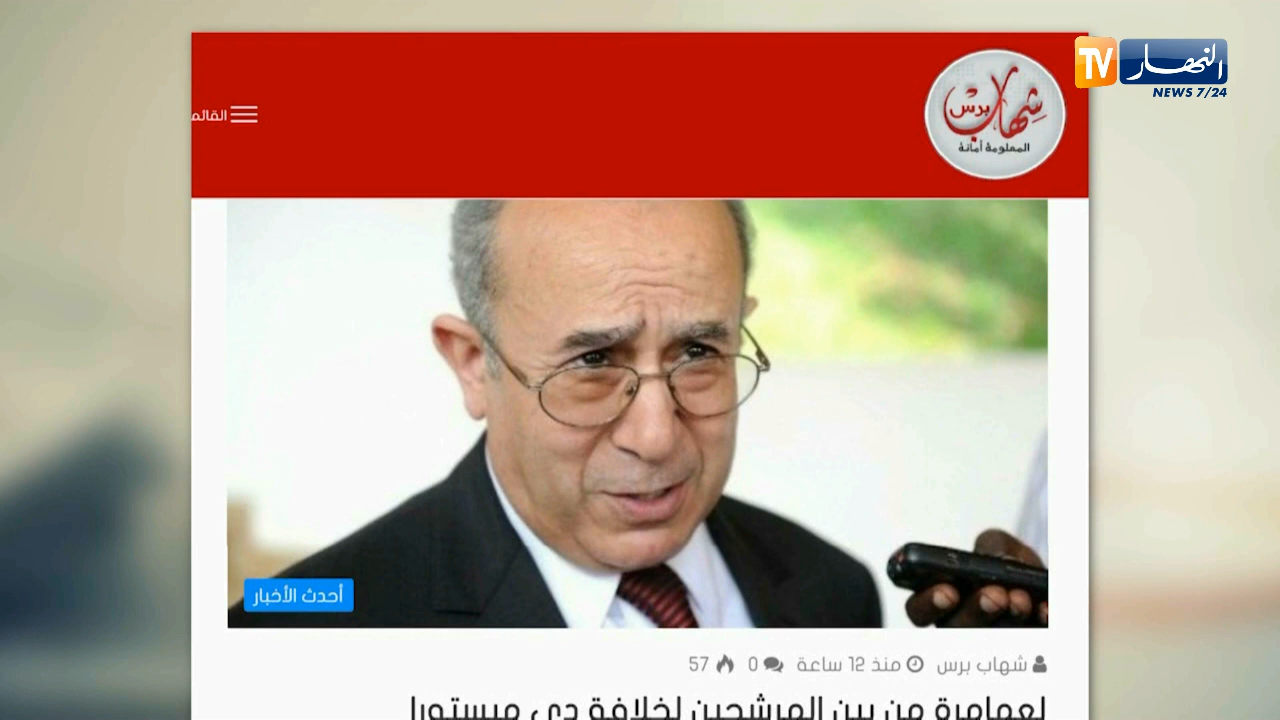 TV النهار
NEWS 7/24
شهاب برس
المعلومة أمانة
القائم
أحدث الأخبار
شهاب برس منذ 12 ساعة 0 57
لعمامرة من بين المرشحين لخلافة دي ميستورا